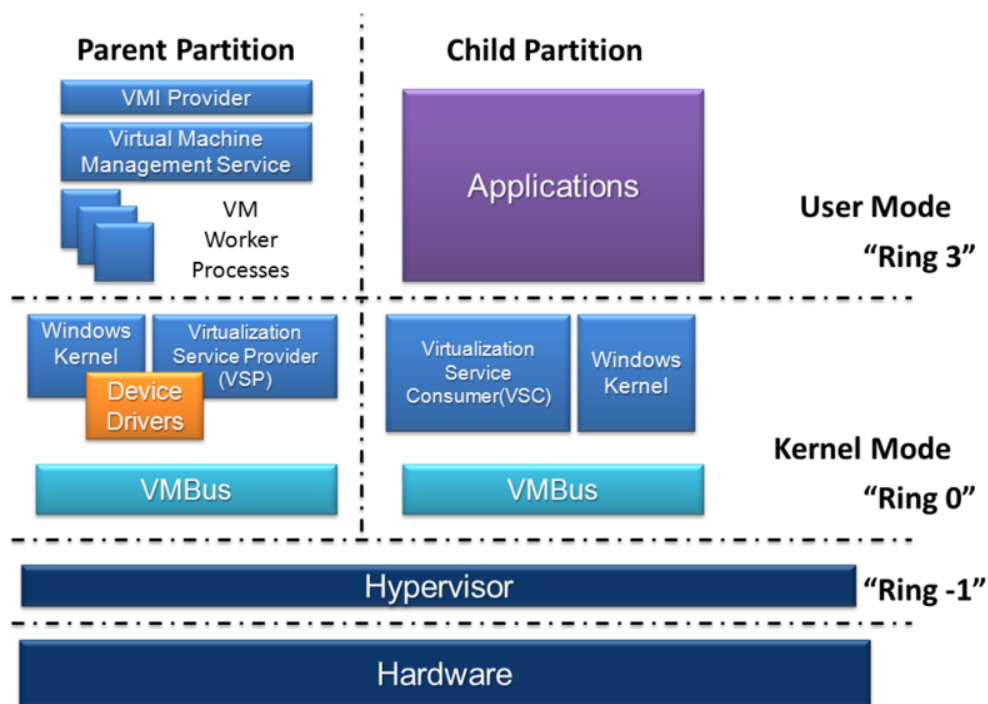 Parent Partition
Child Partition
VMI Provider
Virtual Machine
Management Service
VM
Worker
Processes
Applications
User Mode
“Ring 3”
Windows
Kernel
Virtualization
Service Provider
(VSP)
Device
Drivers
VMBus
Virtualization
Service
Consumer(VSC)
Windows
Kernel
VMBus
Kernel Mode
“Ring 0”
Hypervisor
“Ring -1”
Hardware